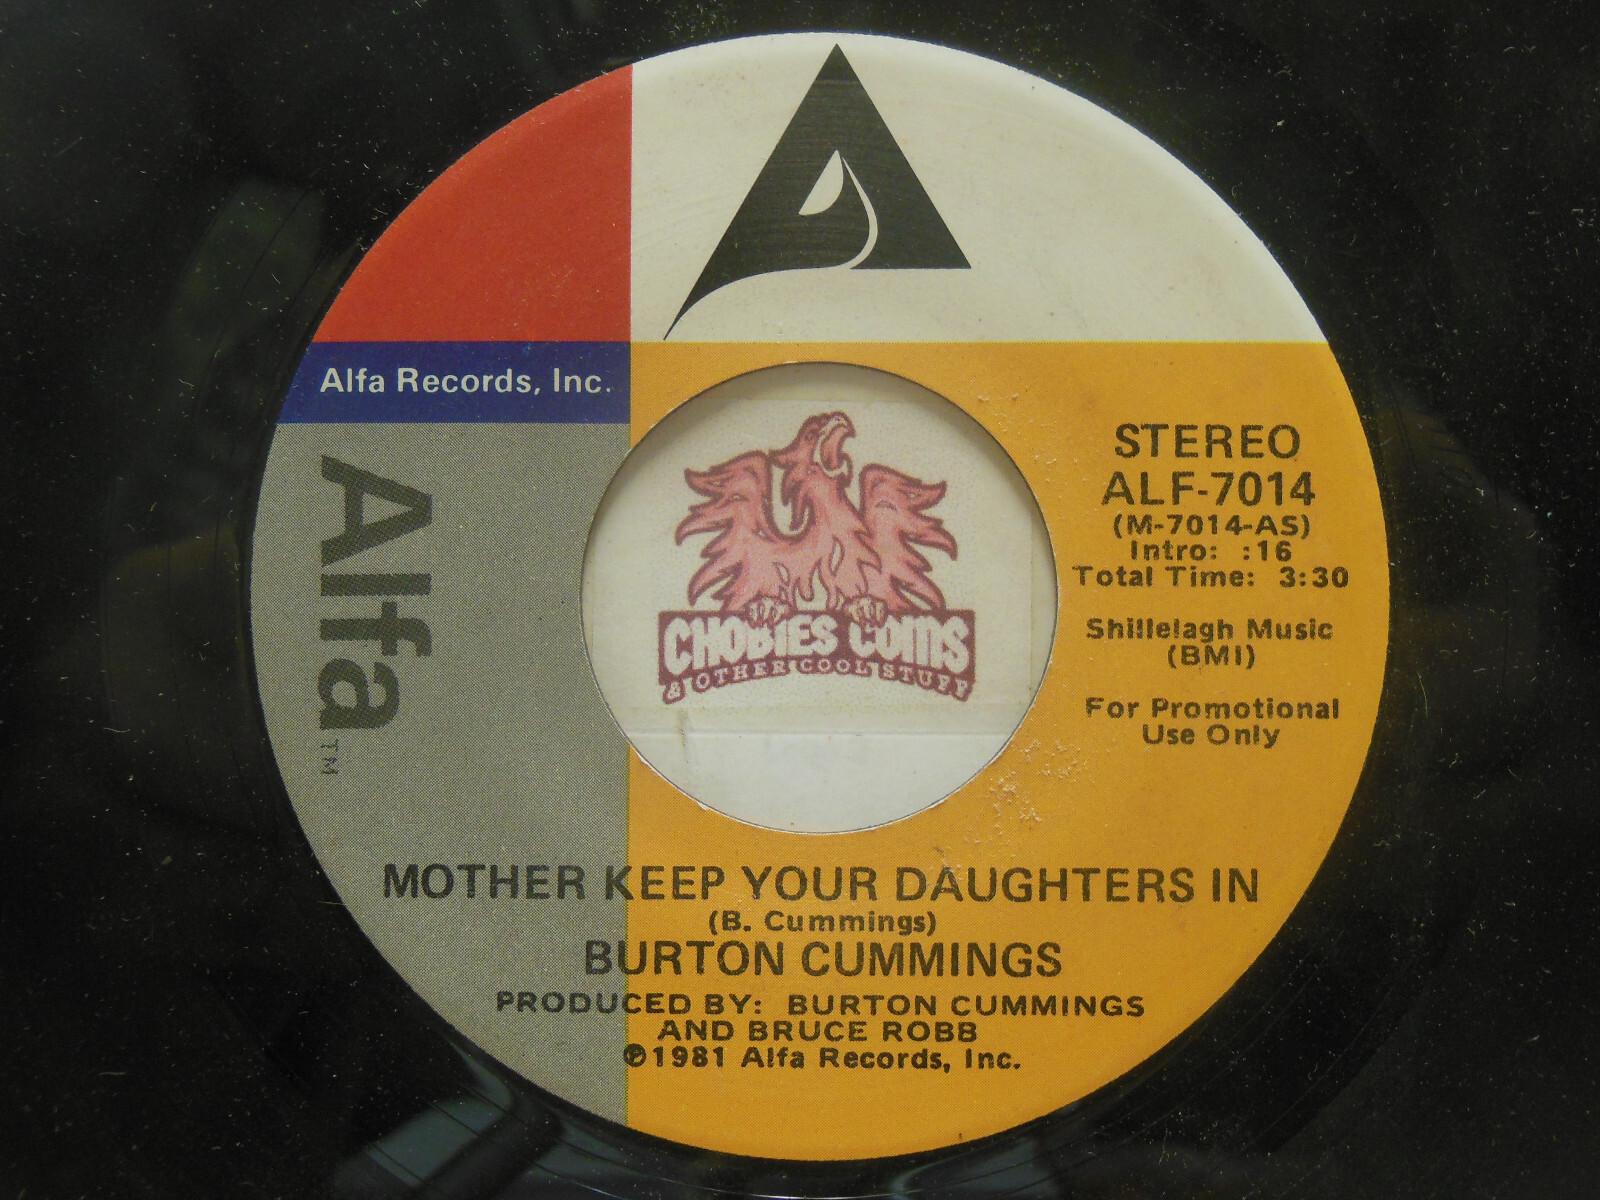 Alfa Records, Inc.
Alfa™
STEREO
ALF-7014
(M-7014-AS)
Intro: :16
Total Time: 3:30
Shillelagh Music
(BMI)
For Promotional
Use Only
CHOBIES COINS
& OTHER COOL STUFF
MOTHER KEEP YOUR DAUGHTERS IN
(B. Cummings)
BURTON CUMMINGS
PRODUCED BY: BURTON CUMMINGS
AND BRUCE ROBB
℗1981 Alfa Records, Inc.